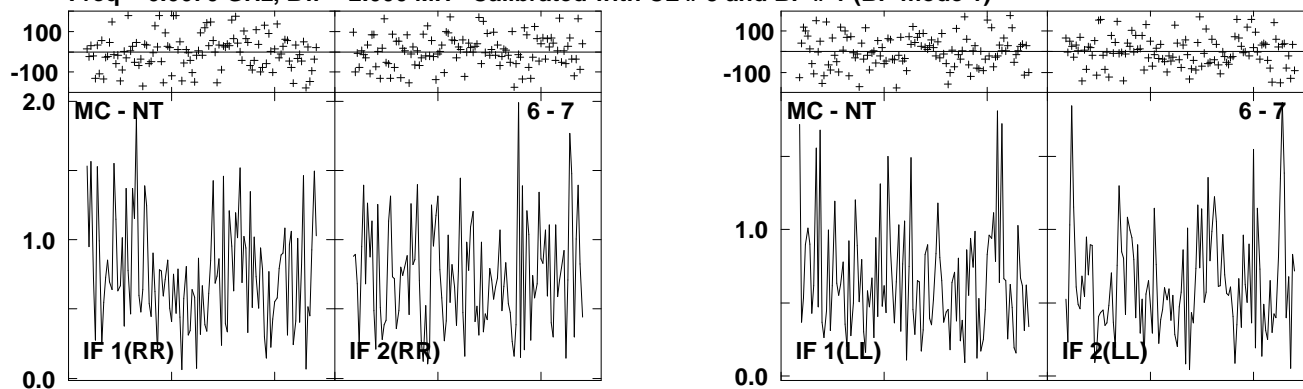 100
100
-100
-100
2.0
MC - NT
6 - 7
MC - NT
6 - 7
1.0
1.0
IF 1(RR)
IF 2(RR)
IF 1(LL)
IF 2(LL)
0.0
0.0